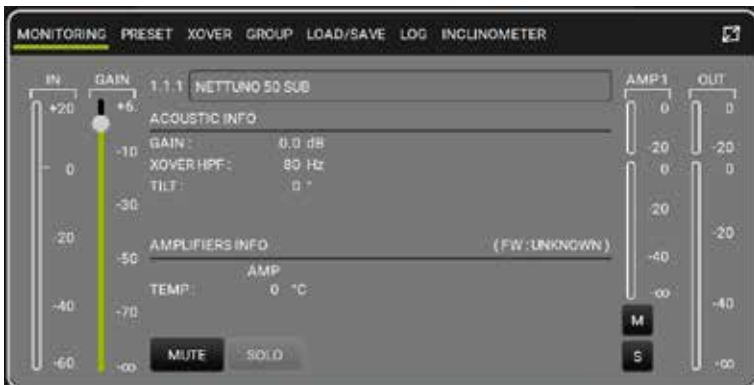 MONITORING PRESET XOVER GROUP LOAD/SAVE LOG INCLINOMETER
IN GAIN 1.1.1 NETTUNO 50 SUB AMP1 OUT
+20 +6 0 0
ACOUSTIC INFO
GAIN: 0.0 dB
-10 -20 -20
XOVER HPF: 80 Hz
0 0 0
TILT: 0 °
-30 -20
-20 -20
AMPLIFIERS INFO (FW:UNKNOWN)
-50 -40
AMP
TEMP: 0 °C
-∞
-40 -70 -40
M
MUTE SOLO S
-60 -∞ -∞